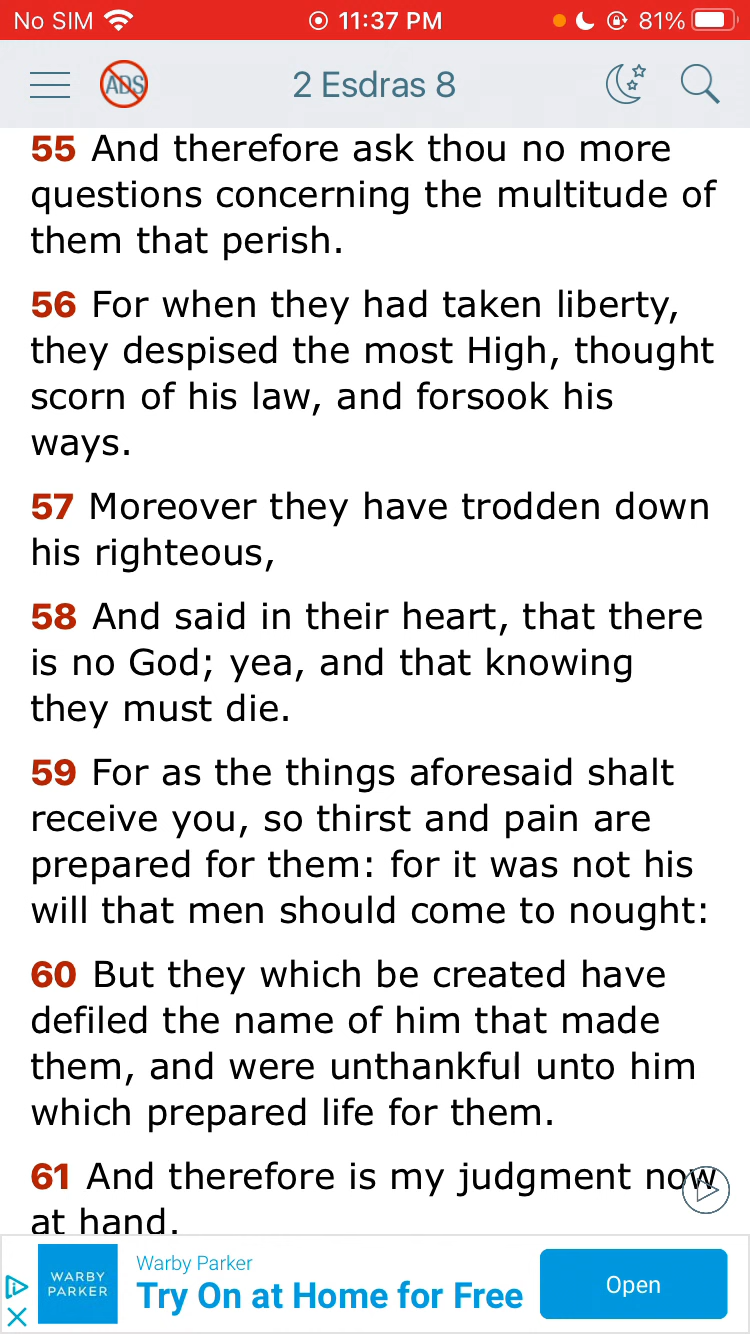 No SIM 11:37 PM 81%
ADS 2 Esdras 8
55 And therefore ask thou no more
questions concerning the multitude of
them that perish.
56 For when they had taken liberty,
they despised the most High, thought
scorn of his law, and forsook his
ways.
57 Moreover they have trodden down
his righteous,
58 And said in their heart, that there
is no God; yea, and that knowing
they must die.
59 For as the things aforesaid shalt
receive you, so thirst and pain are
prepared for them: for it was not his
will that men should come to nought:
60 But they which be created have
defiled the name of him that made
them, and were unthankful unto him
which prepared life for them.
61 And therefore is my judgment now
at hand.
WARBY
PARKER
Warby Parker
Try On at Home for Free
Open